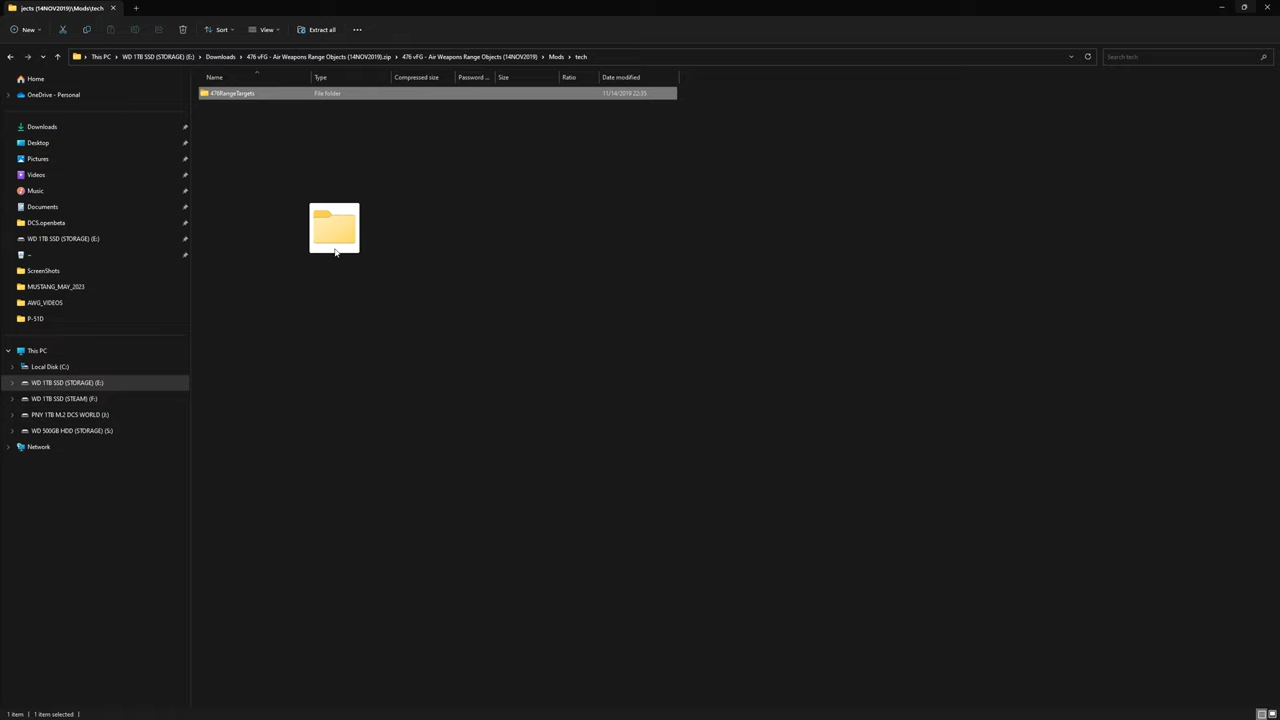 jects (14NOV2019)\Mods\tech
New
Sort
View
Extract all
This PC > WD 1TB SSD (STORAGE) (E:) > Downloads > 476 vFG - Air Weapons Range Objects (14NOV2019).zip > 476 vFG - Air Weapons Range Objects (14NOV2019) > Mods > tech
Search tech
Name Type Compressed size Password ... Size Ratio Date modified
476RangeTargets File folder 11/14/2019 22:35
Home
OneDrive - Personal
Downloads
Desktop
Pictures
Videos
Music
Documents
DCS.openbeta
WD 1TB SSD (STORAGE) (E:)
~
ScreenShots
MUSTANG_MAY_2023
AWG_VIDEOS
P-51D
This PC
Local Disk (C:)
WD 1TB SSD (STORAGE) (E:)
WD 1TB SSD (STEAM) (F:)
PNY 1TB M.2 DCS WORLD (J:)
WD 500GB HDD (STORAGE) (S:)
Network
1 item | 1 item selected |